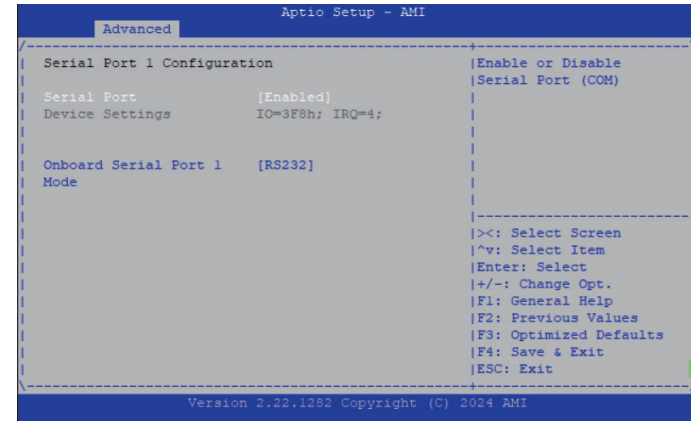 Aptio Setup - AMI
Advanced
Serial Port 1 Configuration
Serial Port [Enabled]
Device Settings IO=3F8h; IRQ=4;
Onboard Serial Port 1 [RS232]
Mode
Enable or Disable
Serial Port (COM)
><: Select Screen
^v: Select Item
Enter: Select
+/-: Change Opt.
F1: General Help
F2: Previous Values
F3: Optimized Defaults
F4: Save & Exit
ESC: Exit
Version 2.22.1282 Copyright (C) 2024 AMI